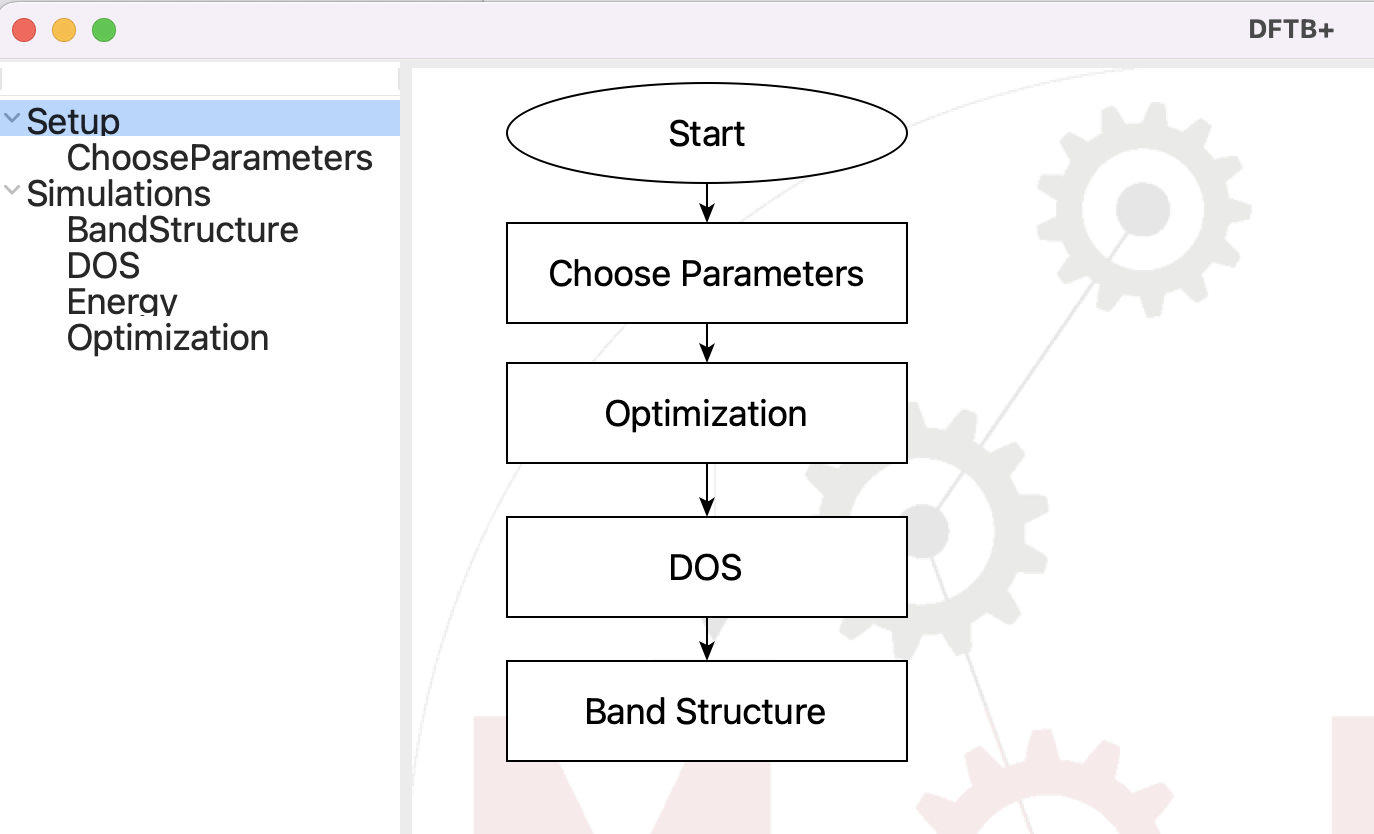 DFTB+
Setup
ChooseParameters
Simulations
BandStructure
DOS
Energy
Optimization
Start
Choose Parameters
Optimization
DOS
Band Structure